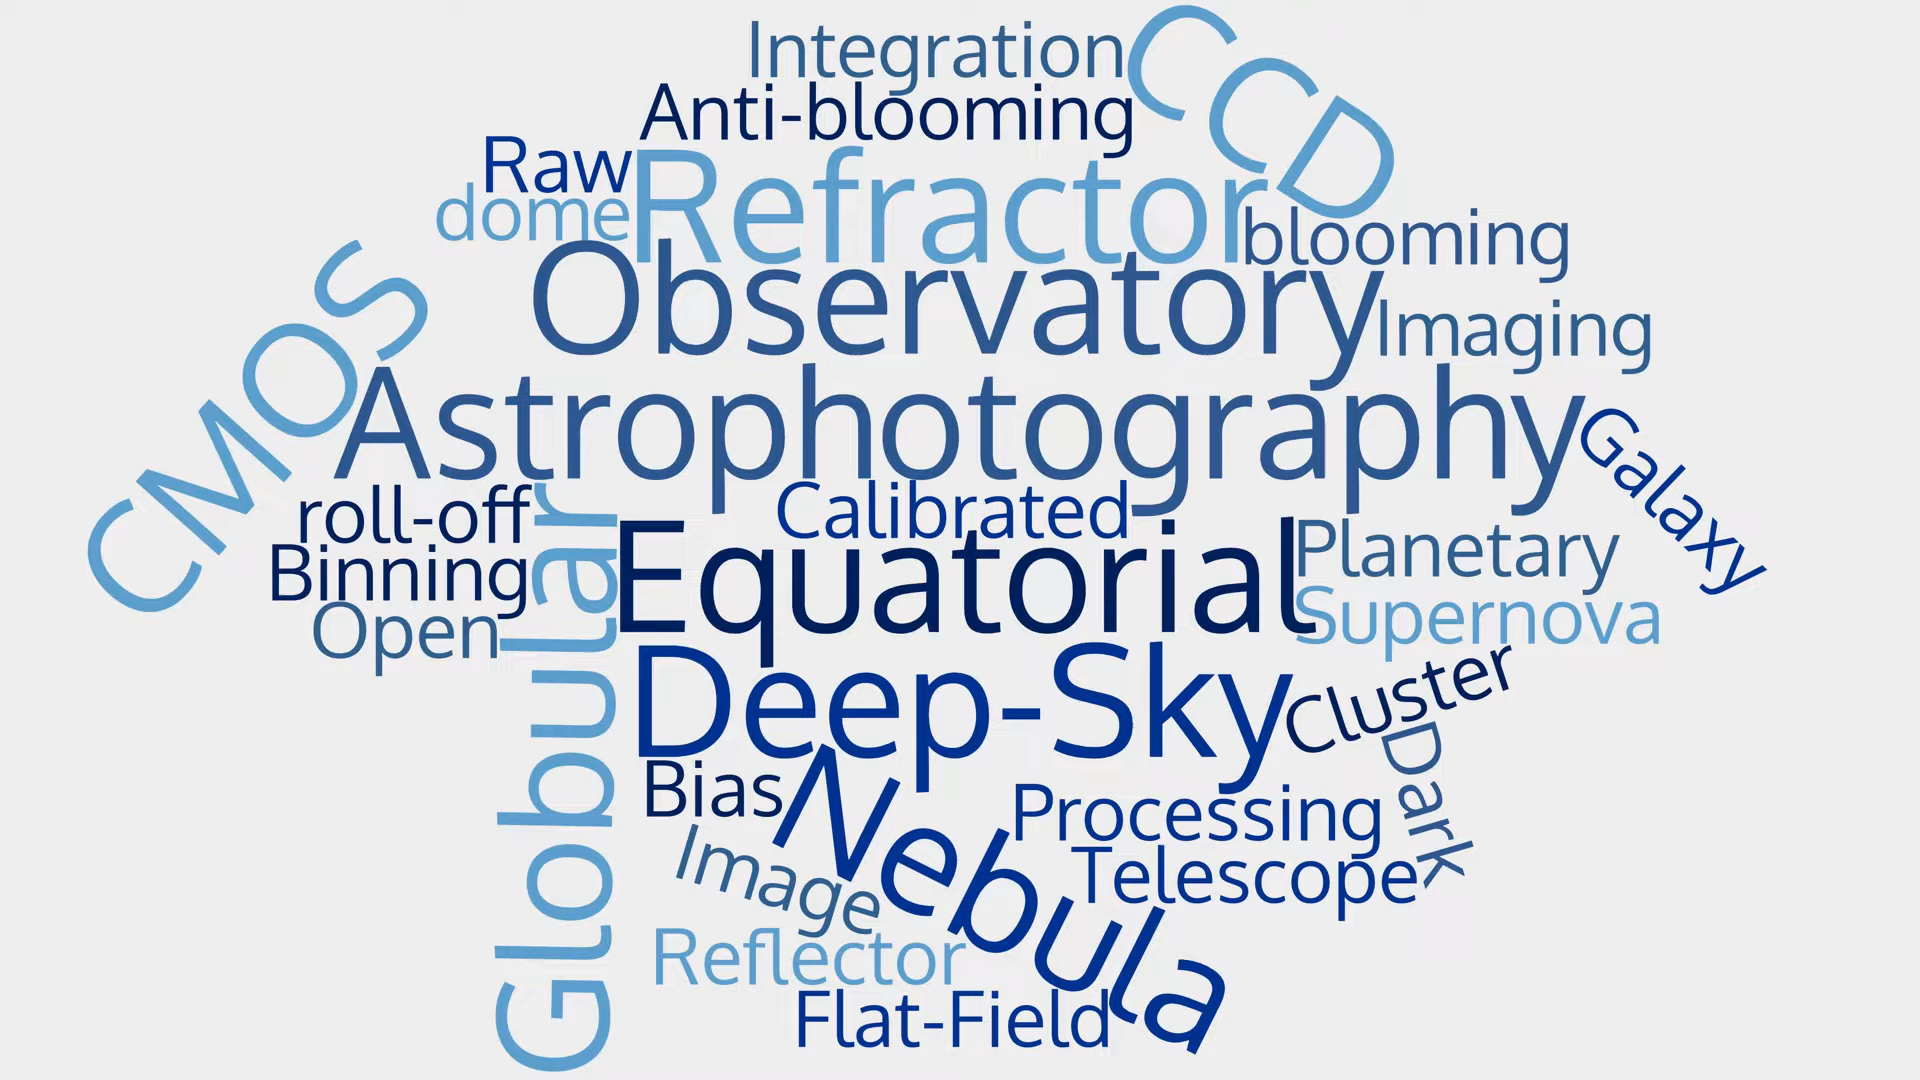 Integration
CCD
Anti-blooming
Raw
Refractor
dome
blooming
Observatory
CMOS
Imaging
Astrophotography
Galaxy
roll-off
Calibrated
Globular
Equatorial
Planetary
Binning
Supernova
Open
Deep-Sky
Cluster
Dark
Bias
Nebula
Processing
Image
Telescope
Reflector
Flat-Field